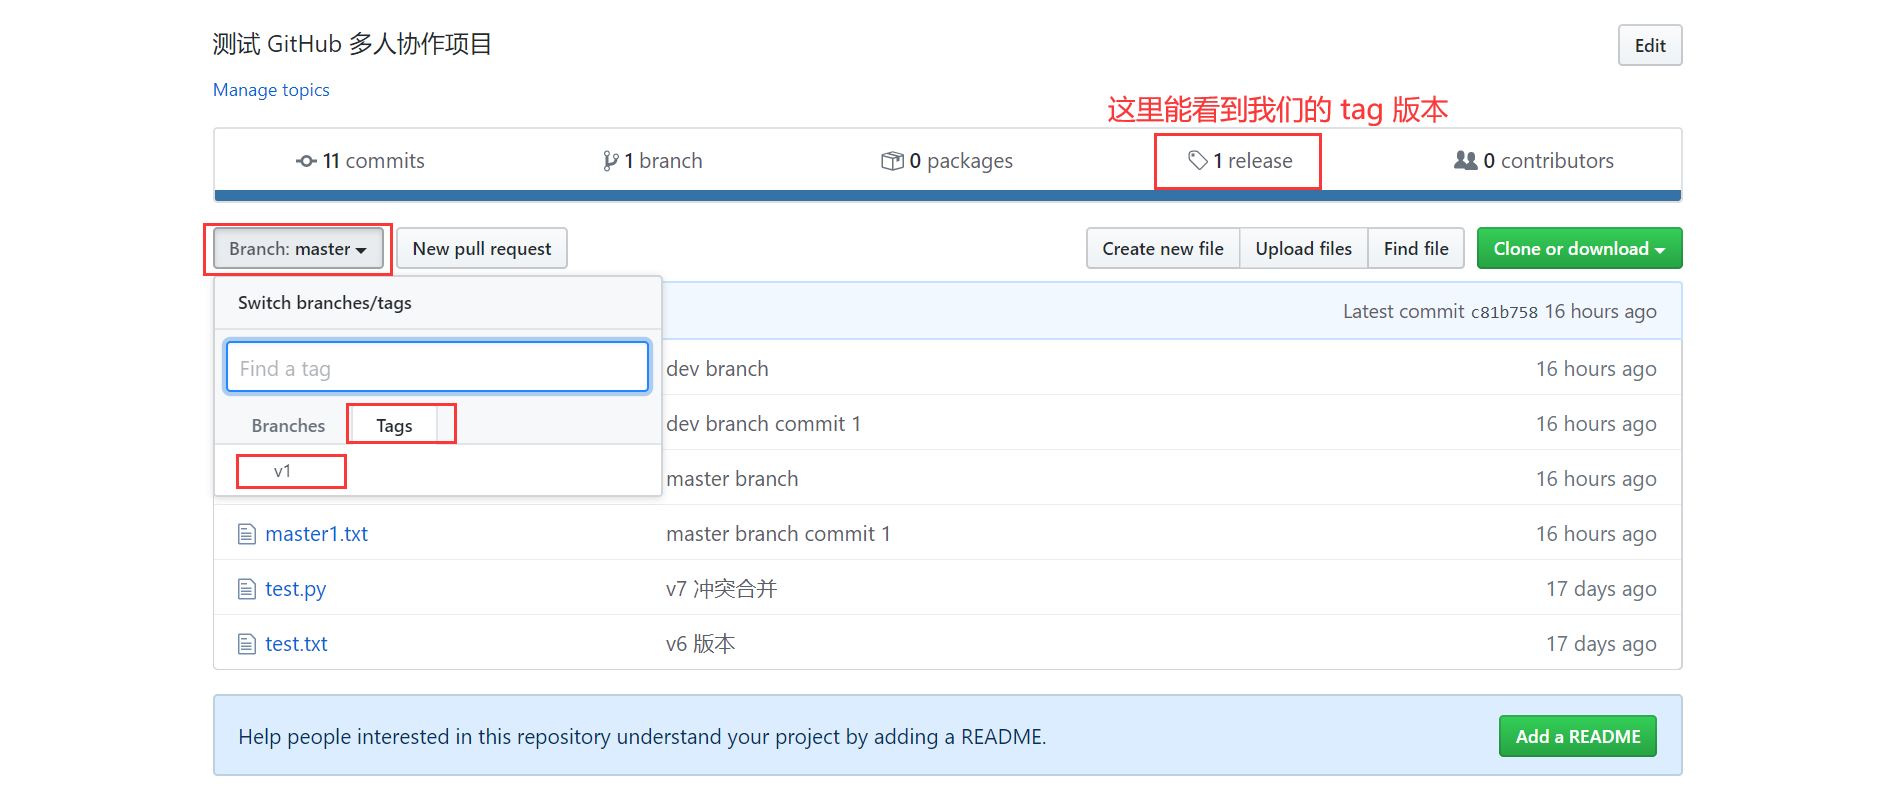 测试 GitHub 多人协作项目
Edit
Manage topics
这里能看到我们的 tag 版本
11 commits
1 branch
0 packages
1 release
0 contributors
Branch: master
New pull request
Create new file
Upload files
Find file
Clone or download
Switch branches/tags
Latest commit c81b758 16 hours ago
Find a tag
dev branch
16 hours ago
Branches
Tags
dev branch commit 1
16 hours ago
v1
master branch
16 hours ago
master1.txt
master branch commit 1
16 hours ago
test.py
v7 冲突合并
17 days ago
test.txt
v6 版本
17 days ago
Help people interested in this repository understand your project by adding a README.
Add a README